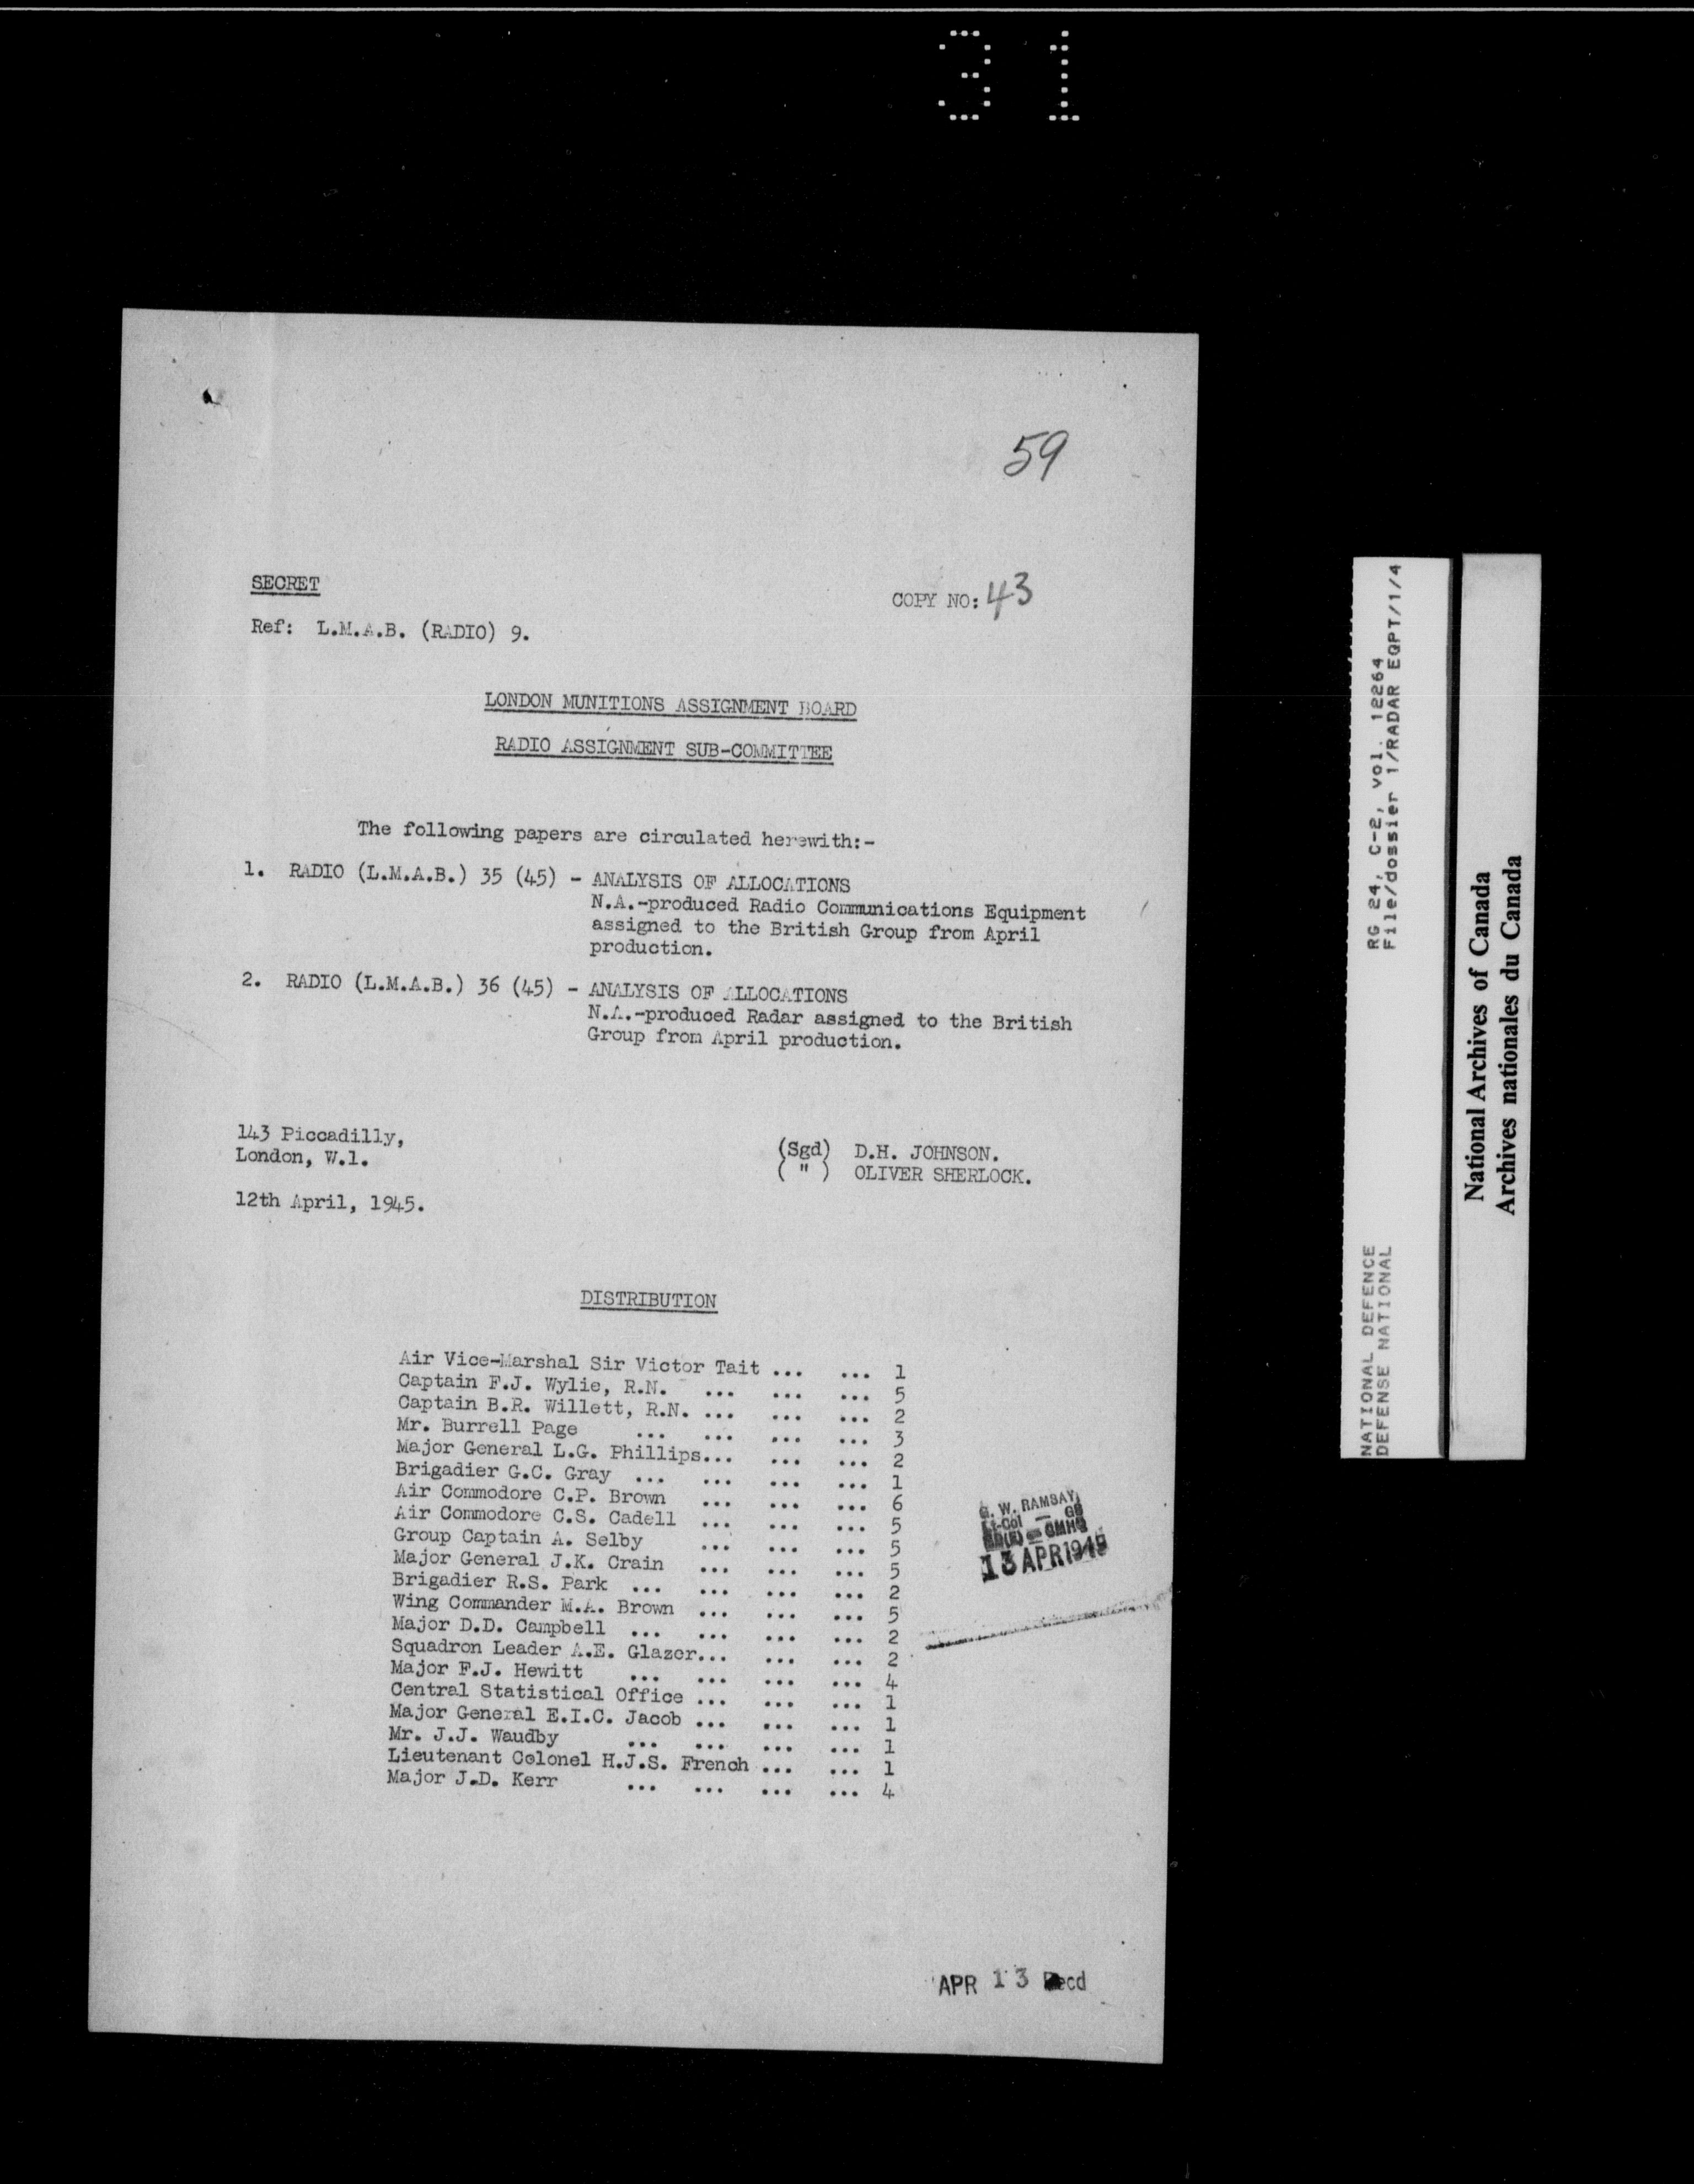 31
59
SECRET
COPY NO: 43
Ref: L.M.A.B. (RADIO) 9.
LONDON MUNITIONS ASSIGNMENT BOARD
RADIO ASSIGNMENT SUB-COMMITTEE
The following papers are circulated herewith:-
1. RADIO (L.M.A.B.) 35 (45) - ANALYSIS OF ALLOCATIONS
N.A.-produced Radio Communications Equipment
assigned to the British Group from April
production.
2. RADIO (L.M.A.B.) 36 (45) - ANALYSIS OF ALLOCATIONS
N.A.-produced Radar assigned to the British
Group from April production.
143 Piccadilly,
London, W.1.
12th April, 1945.
(Sgd) D.H. JOHNSON.
( " ) OLIVER SHERLOCK.
DISTRIBUTION
Air Vice-Marshal Sir Victor Tait ... ... 1
Captain F.J. Wylie, R.N. ... ... ... 5
Captain B.R. Willett, R.N. ... ... ... 2
Mr. Burrell Page ... ... ... ... 3
Major General L.G. Phillips... ... ... 2
Brigadier G.C. Gray ... ... ... ... 1
Air Commodore C.P. Brown ... ... ... 6
Air Commodore C.S. Cadell ... ... ... 5
Group Captain A. Selby ... ... ... 5
Major General J.K. Crain ... ... ... 5
Brigadier R.S. Park ... ... ... ... 2
Wing Commander M.A. Brown ... ... ... 5
Major D.D. Campbell ... ... ... ... 2
Squadron Leader A.E. Glazer... ... ... 2
Major F.J. Hewitt ... ... ... ... 4
Central Statistical Office ... ... ... 1
Major General E.I.C. Jacob ... ... ... 1
Mr. J.J. Waudby ... ... ... ... 1
Lieutenant Colonel H.J.S. French ... ... 1
Major J.D. Kerr ... ... ... ... 4
G. W. RAMSAY,
Lt-Col — GS
CMHQ
13 APR 1945
APR 13 Recd
NATIONAL DEFENCE RG 24, C-2, vol. 12264
DEFENSE NATIONAL File/dossier 1/RADAR EQPT/1/4
National Archives of Canada
Archives nationales du Canada